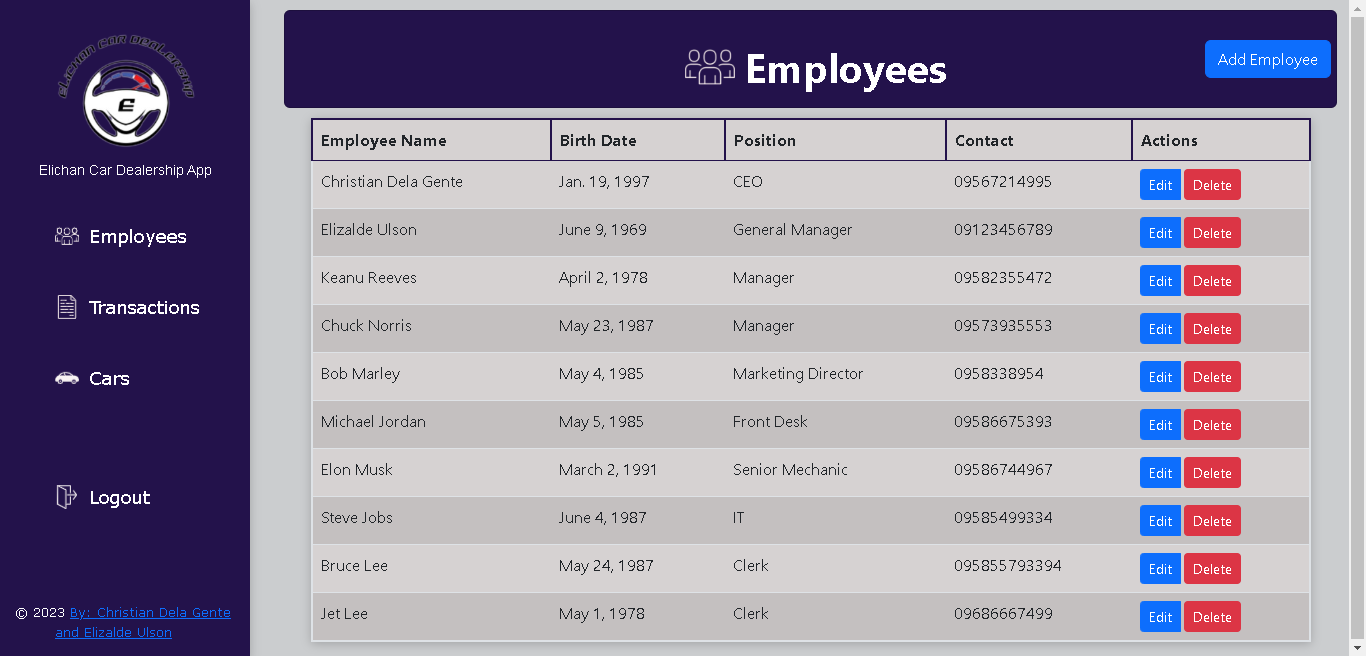 ELICHAN CAR DEALERSHIP
E
Elichan Car Dealership App
Employees
Transactions
Cars
Logout
© 2023 By: Christian Dela Gente
and Elizalde Ulson
Employees
Add Employee
Employee Name Birth Date Position Contact Actions
Christian Dela Gente Jan. 19, 1997 CEO 09567214995 Edit Delete
Elizalde Ulson June 9, 1969 General Manager 09123456789 Edit Delete
Keanu Reeves April 2, 1978 Manager 09582355472 Edit Delete
Chuck Norris May 23, 1987 Manager 09573935553 Edit Delete
Bob Marley May 4, 1985 Marketing Director 0958338954 Edit Delete
Michael Jordan May 5, 1985 Front Desk 09586675393 Edit Delete
Elon Musk March 2, 1991 Senior Mechanic 09586744967 Edit Delete
Steve Jobs June 4, 1987 IT 09585499334 Edit Delete
Bruce Lee May 24, 1987 Clerk 095855793394 Edit Delete
Jet Lee May 1, 1978 Clerk 09686667499 Edit Delete